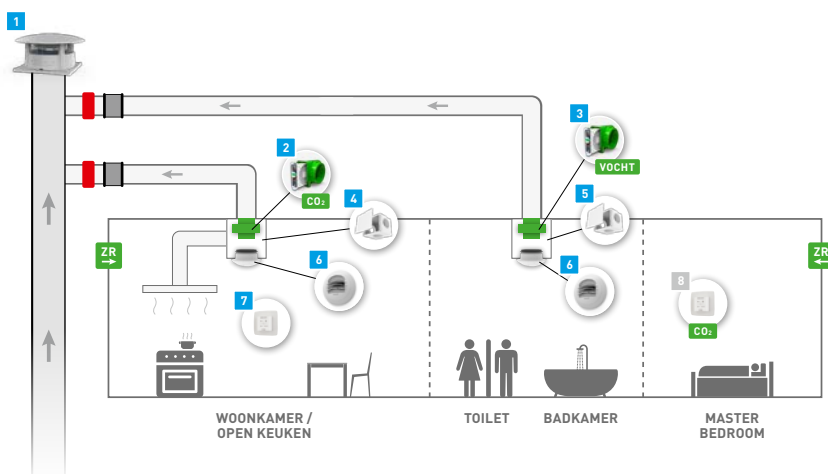 1
3
VOCHT
2
CO₂
4
5
ZR
6
6
ZR
7
8
CO₂
WOONKAMER /
OPEN KEUKEN
TOILET
BADKAMER
MASTER
BEDROOM